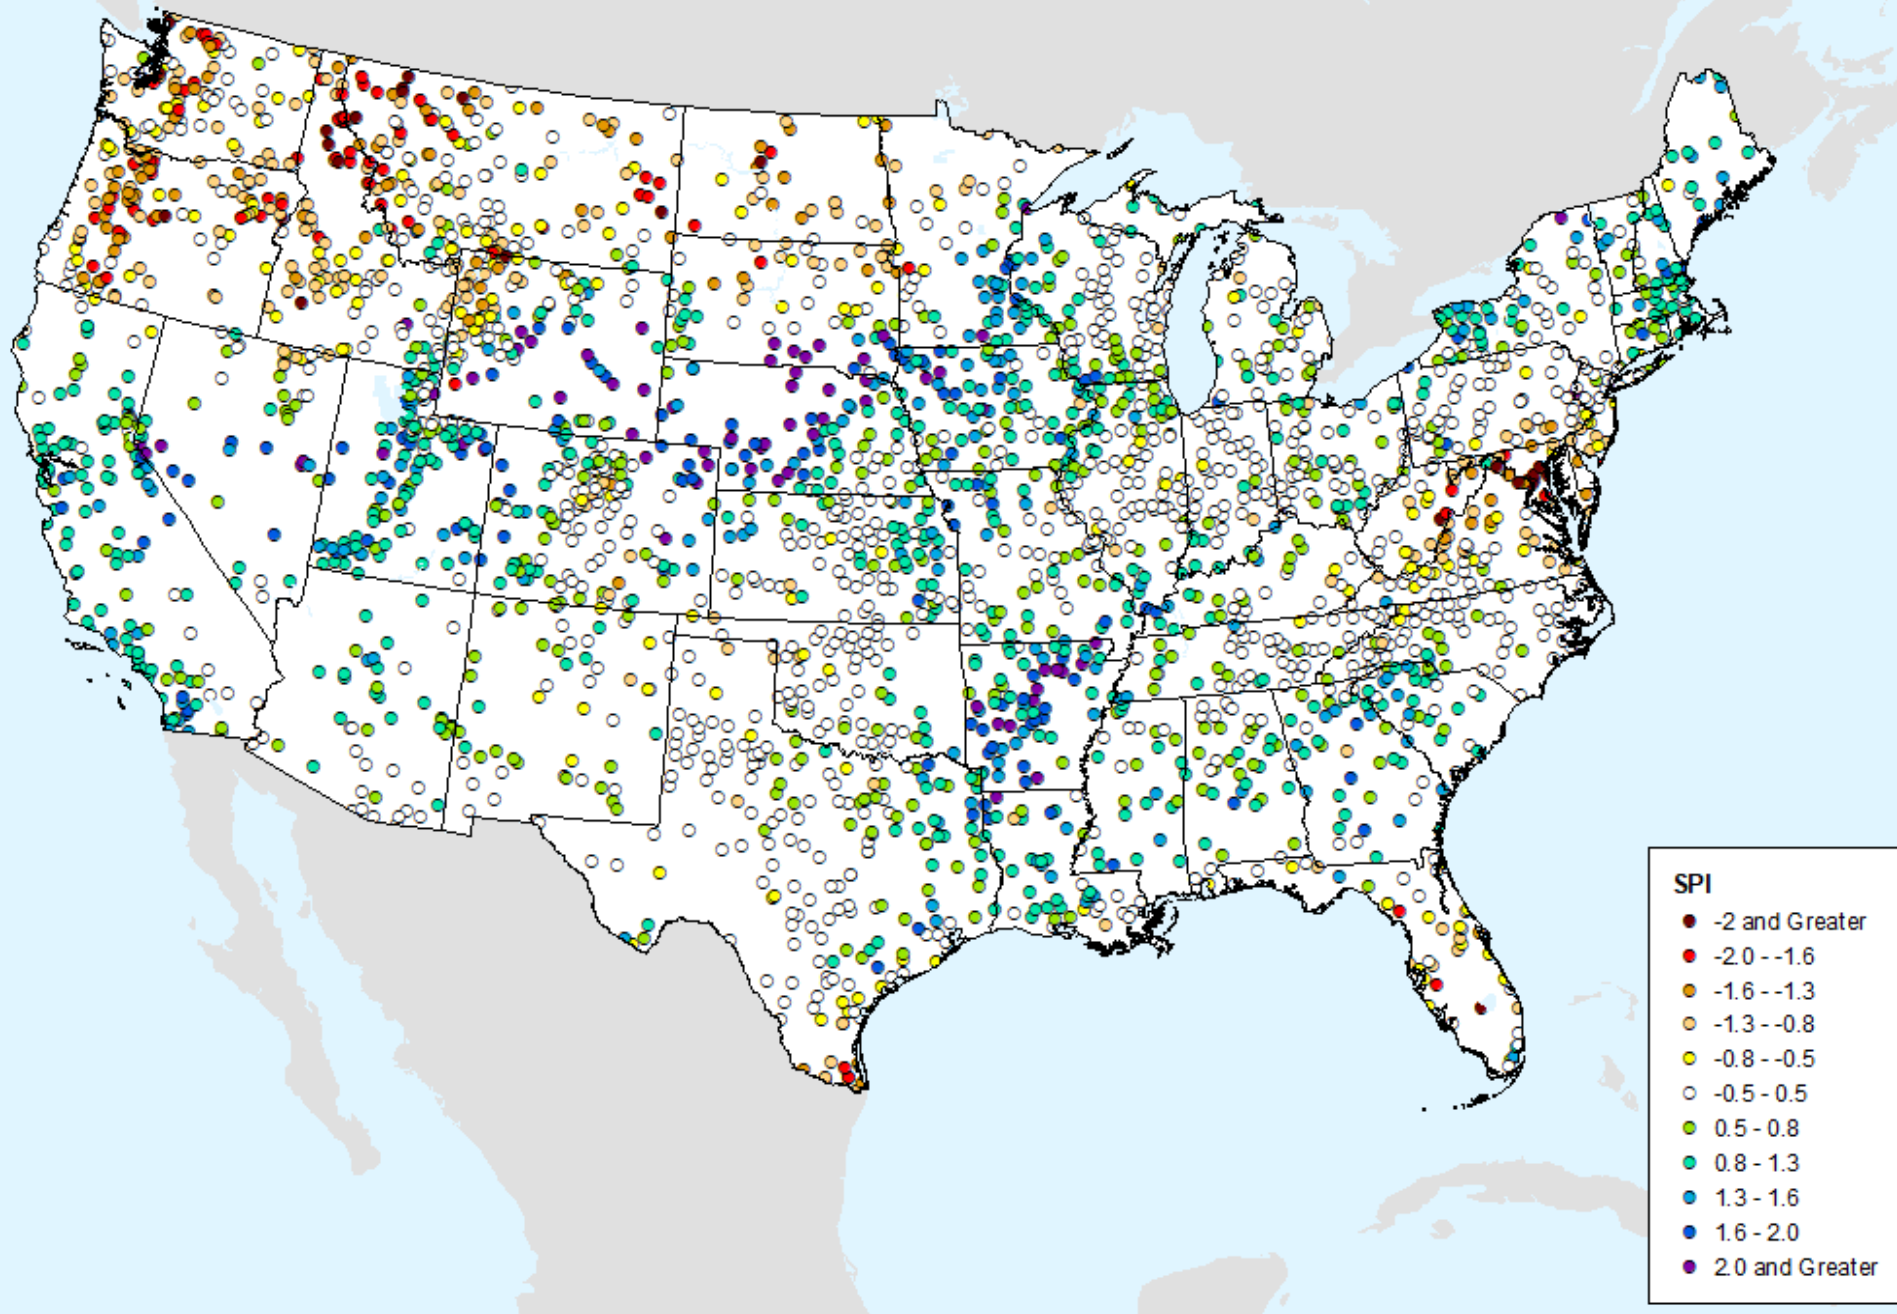 SPI
-2 and Greater
-2.0 - -1.6
-1.6 - -1.3
-1.3 - -0.8
-0.8 - -0.5
-0.5 - 0.5
0.5 - 0.8
0.8 - 1.3
1.3 - 1.6
1.6 - 2.0
2.0 and Greater